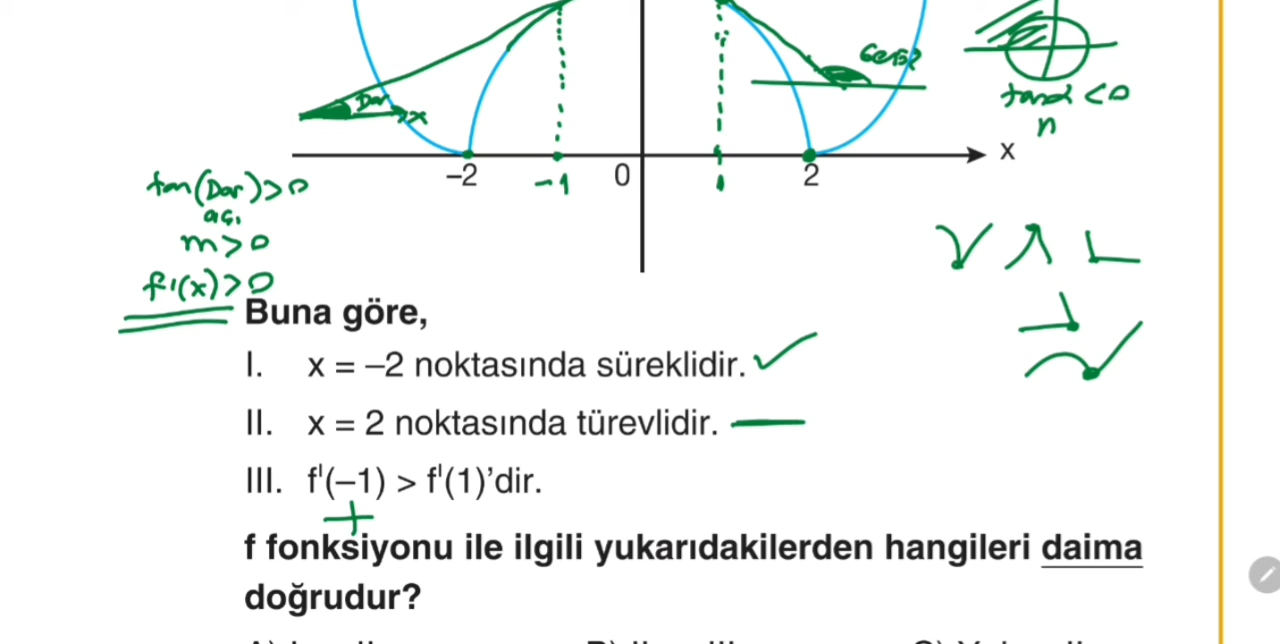 Geniş
Dar
x
tanα < 0
n
x
-2
-1
0
1
2
tan(Dar)>0
açı
m>0
f'(x)>0
Buna göre,
I. x = –2 noktasında süreklidir.
II. x = 2 noktasında türevlidir.
III. f'(–1) > f'(1)'dir.
+
f fonksiyonu ile ilgili yukarıdakilerden hangileri daima
doğrudur?